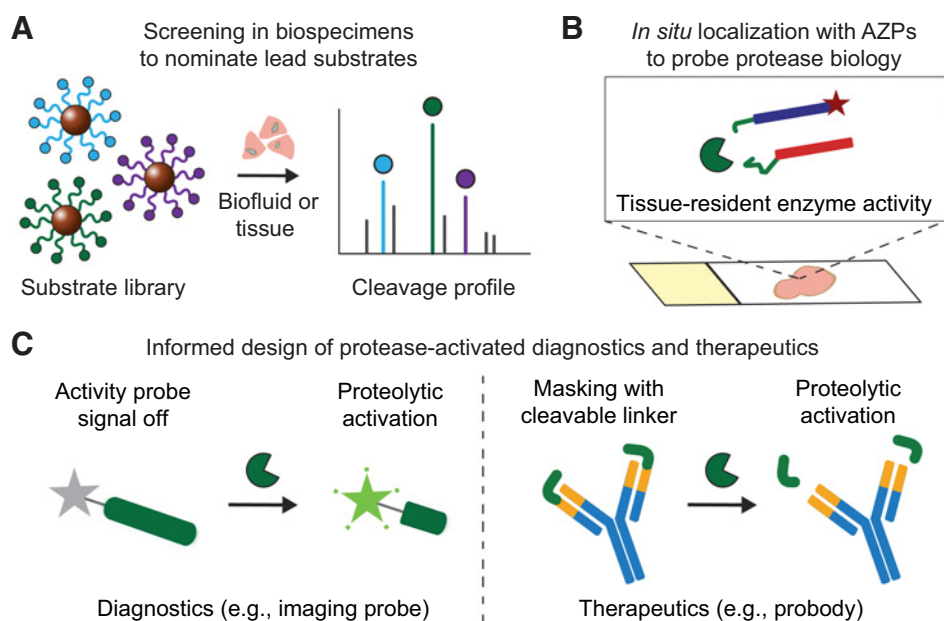 A
Screening in biospecimens
to nominate lead substrates
Biofluid or
tissue
Substrate library
Cleavage profile
B
In situ localization with AZPs
to probe protease biology
Tissue-resident enzyme activity
C
Informed design of protease-activated diagnostics and therapeutics
Activity probe
signal off
Proteolytic
activation
Diagnostics (e.g., imaging probe)
Masking with
cleavable linker
Proteolytic
activation
Therapeutics (e.g., probody)